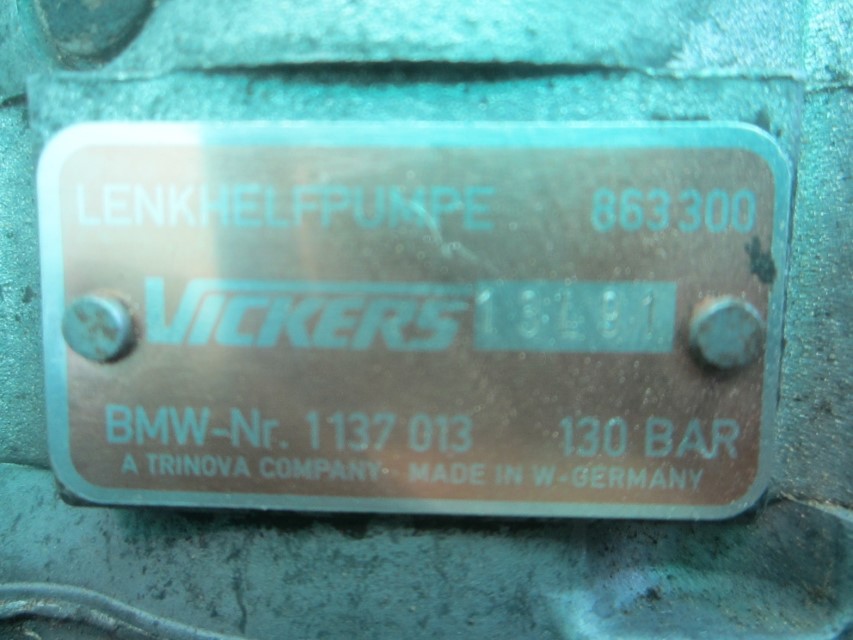 LENKHELFPUMPE 863300
VICKERS
BMW-Nr. 1137 013 130 BAR
A TRINOVA COMPANY · MADE IN W-GERMANY